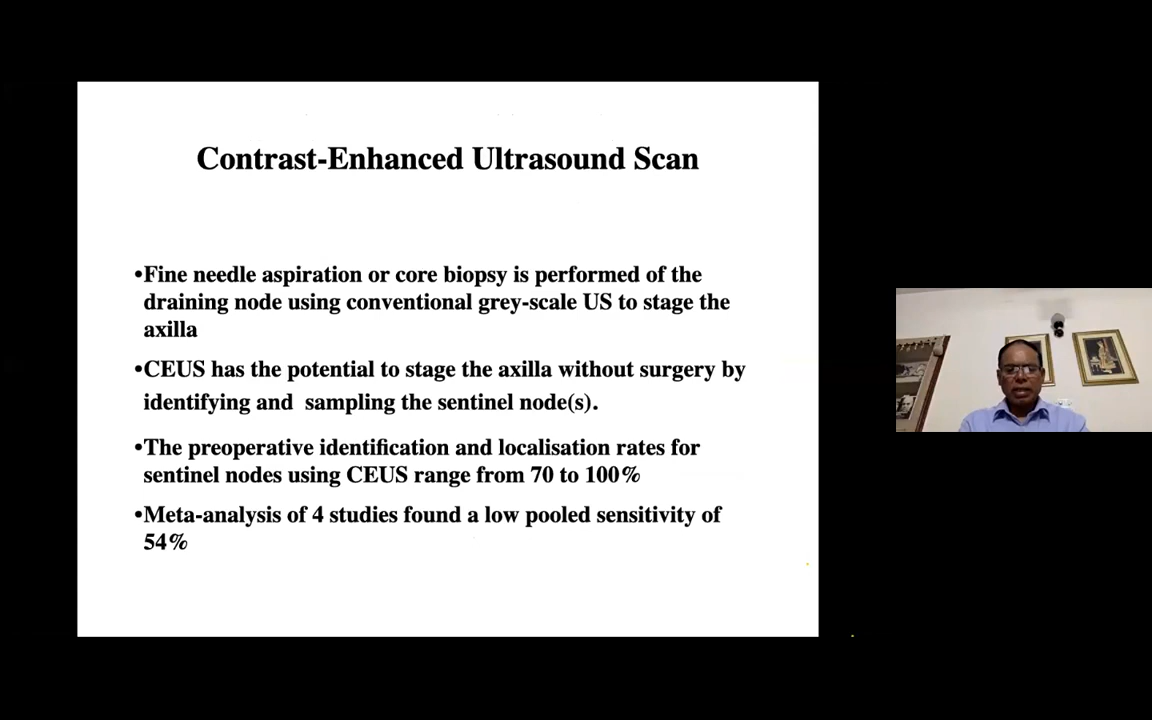 Contrast-Enhanced Ultrasound Scan
•Fine needle aspiration or core biopsy is performed of the
draining node using conventional grey-scale US to stage the
axilla
•CEUS has the potential to stage the axilla without surgery by
identifying and sampling the sentinel node(s).
•The preoperative identification and localisation rates for
sentinel nodes using CEUS range from 70 to 100%
•Meta-analysis of 4 studies found a low pooled sensitivity of
54%